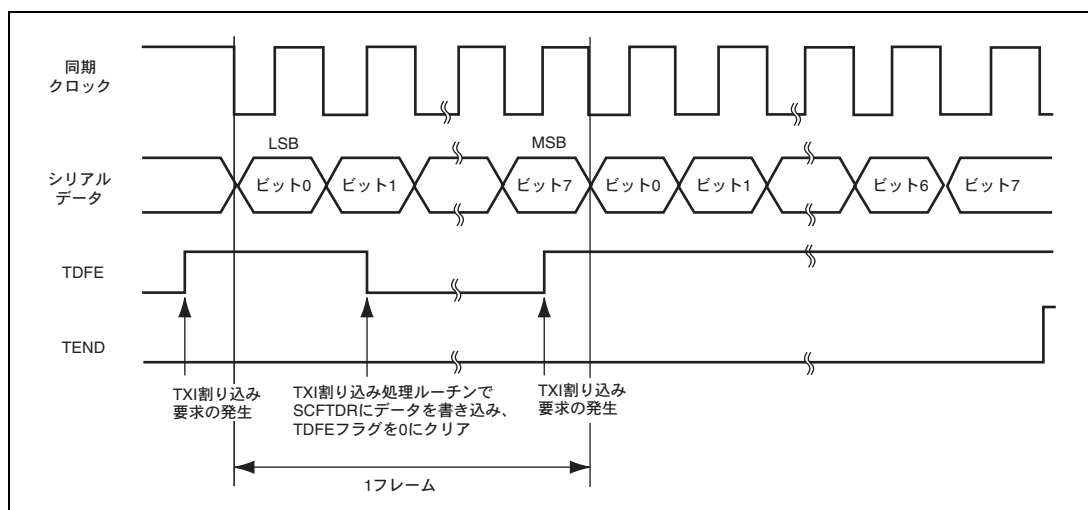 同期
クロック
LSB
MSB
シリアル
データ
ビット0
ビット1
ビット7
ビット0
ビット1
ビット6
ビット7
TDFE
TEND
TXI割り込み
要求の発生
TXI割り込み処理ルーチンで
SCFTDRにデータを書き込み、
TDFEフラグを0にクリア
TXI割り込み
要求の発生
1フレーム